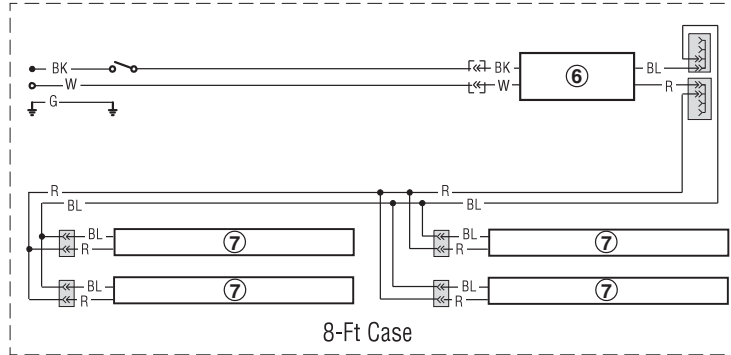 BK BK ⑥ BL
W W R
G
R R
BL BL
BL ⑦ BL ⑦
R R
BL ⑦ BL ⑦
R R
8-Ft Case